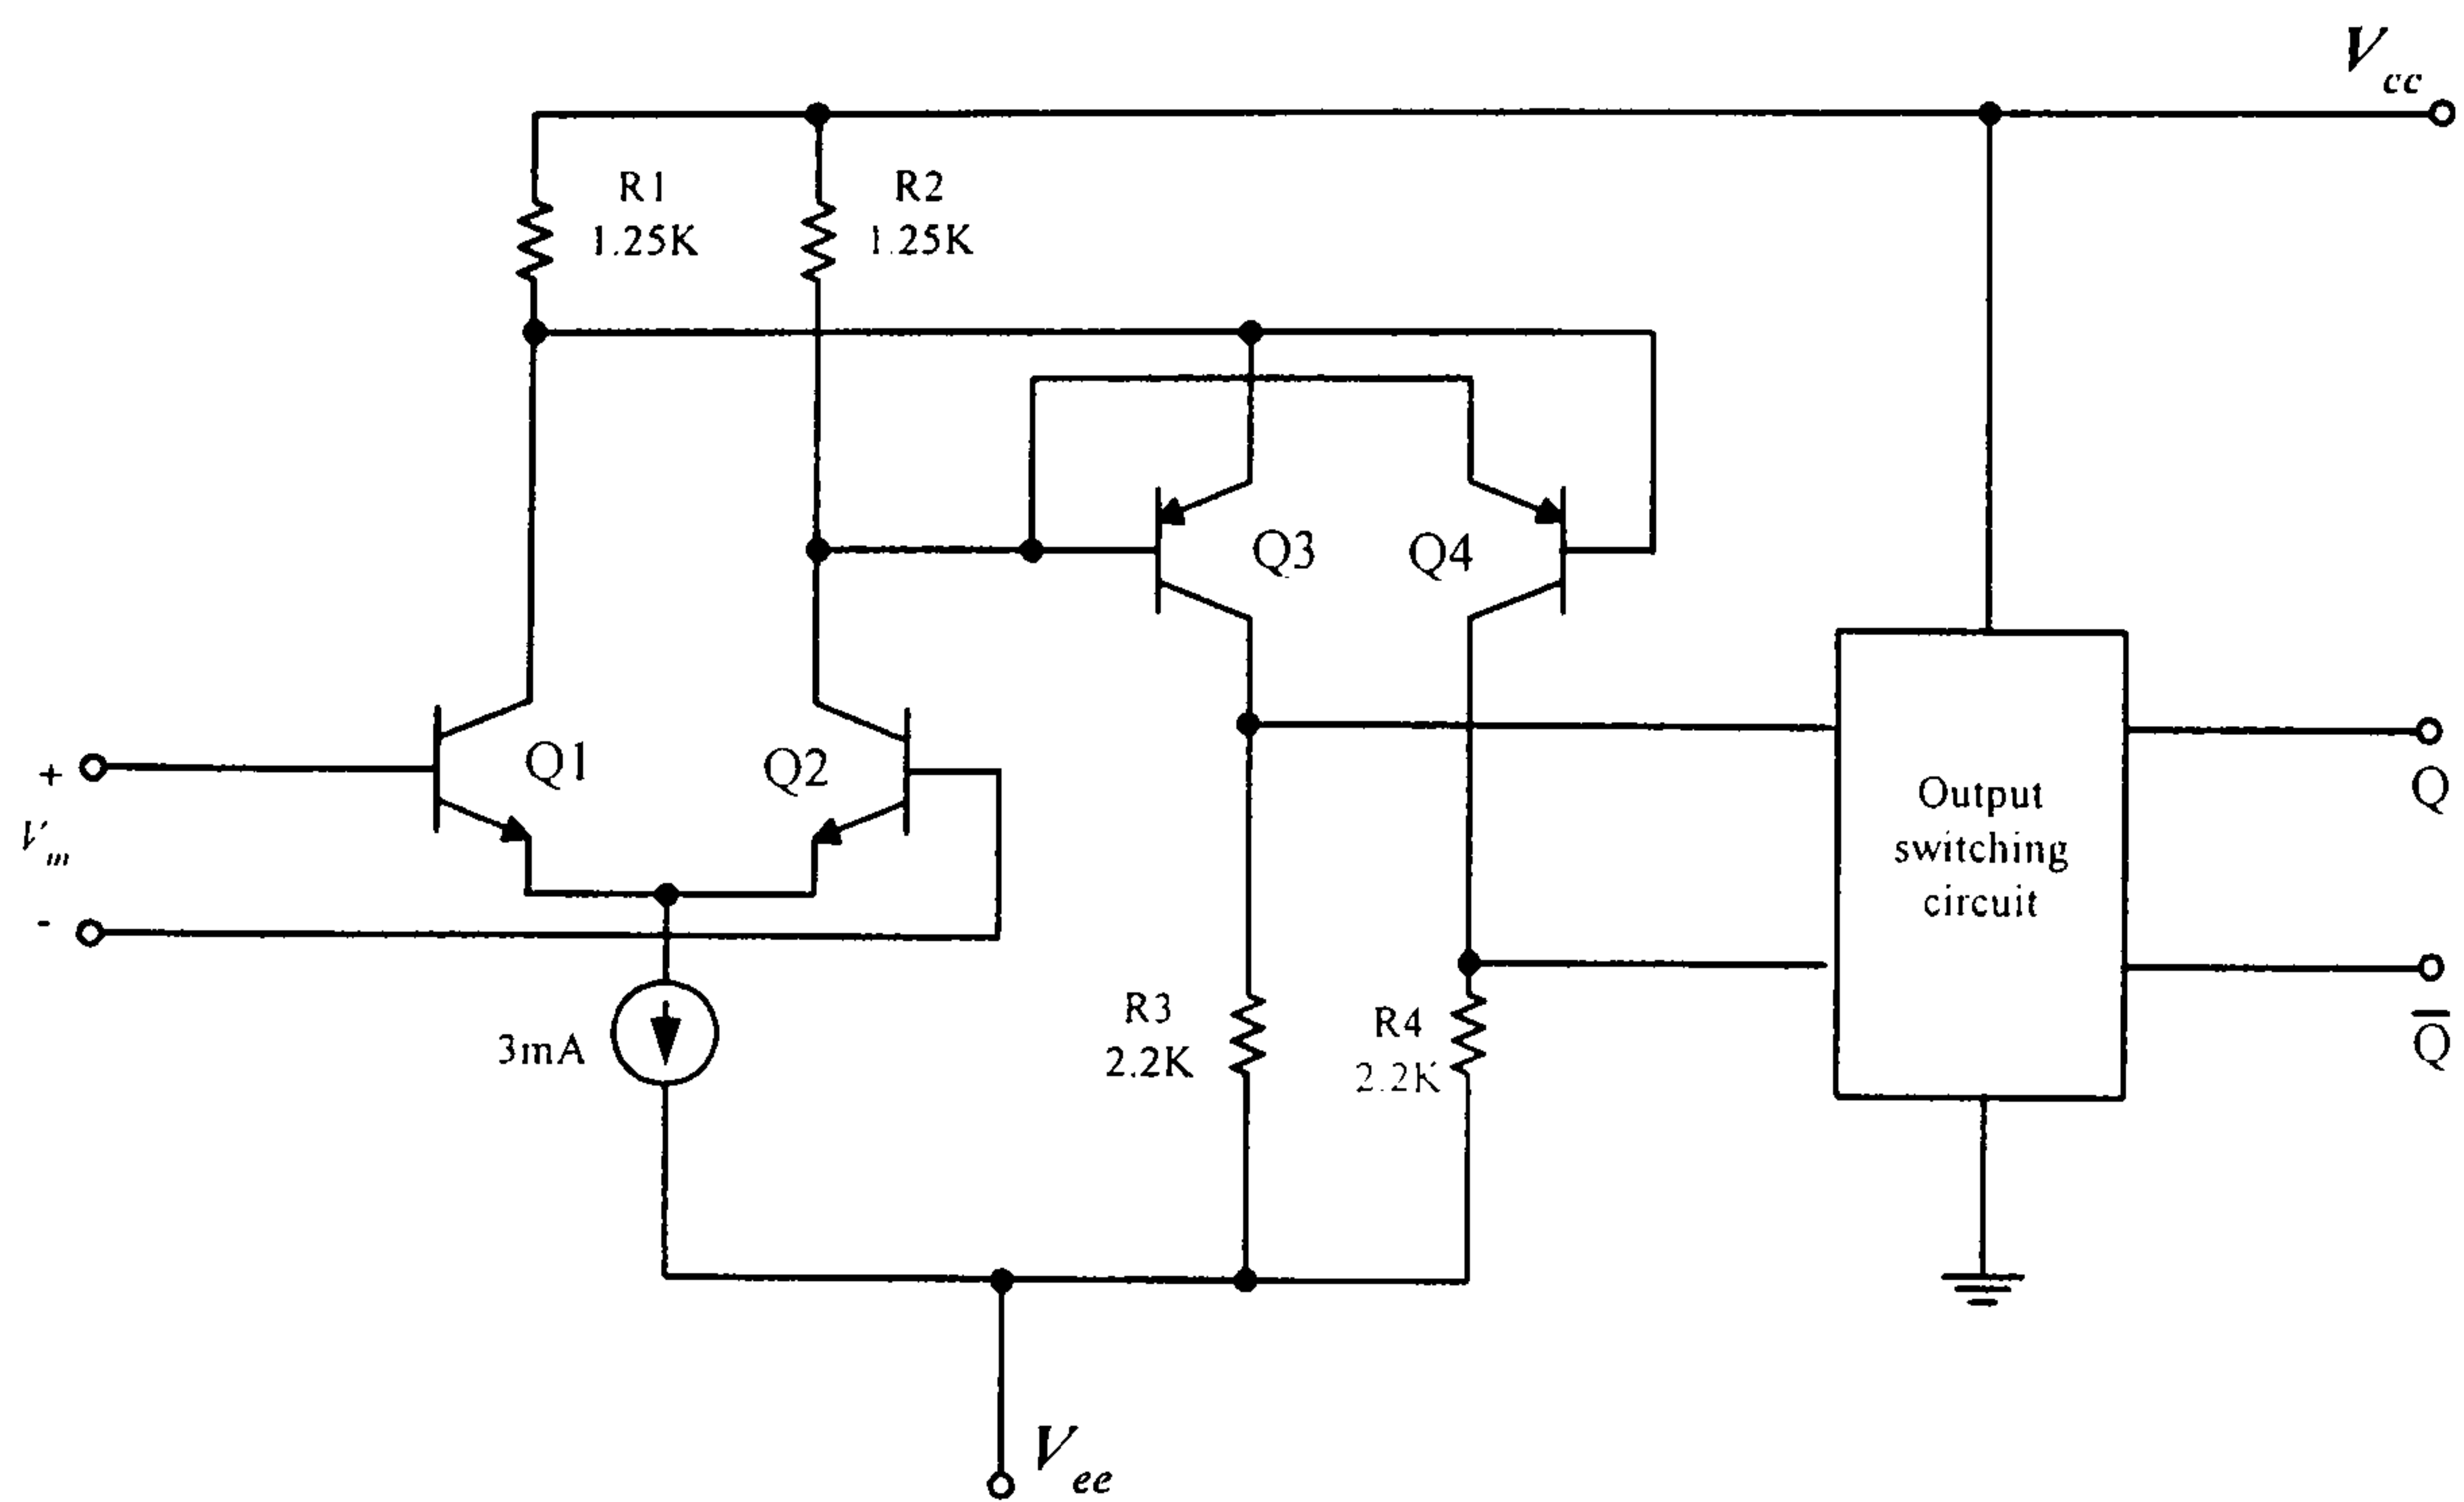 Vcc
R1
1.25K
R2
1.25K
Q3
Q4
Q1
Q2
+
Vin
-
3mA
R3
2.2K
R4
2.2K
Output
switching
circuit
Q
Q̅
Vee